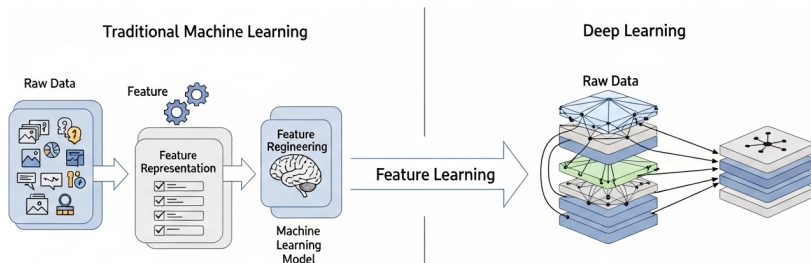 Traditional Machine Learning
Deep Learning
Raw Data
Feature
Feature
Representation
Feature
Regineering
Machine
Learning
Model
Feature Learning
Raw Data